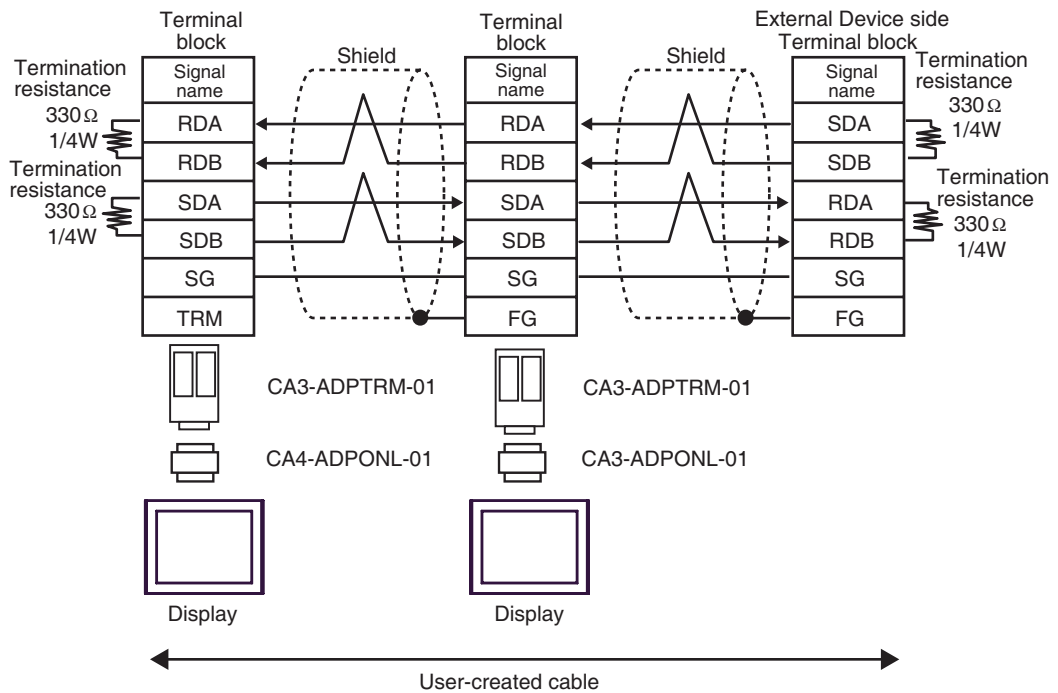 Terminal
block
Terminal
block
External Device side
Terminal block
Shield
Shield
Termination
resistance
330Ω
1/4W
Termination
resistance
330Ω
1/4W
Signal
name
RDA
RDB
SDA
SDB
SG
TRM
Signal
name
RDA
RDB
SDA
SDB
SG
FG
Signal
name
SDA
SDB
RDA
RDB
SG
FG
Termination
resistance
330Ω
1/4W
Termination
resistance
330Ω
1/4W
CA3-ADPTRM-01
CA3-ADPTRM-01
CA4-ADPONL-01
CA3-ADPONL-01
Display
Display
User-created cable